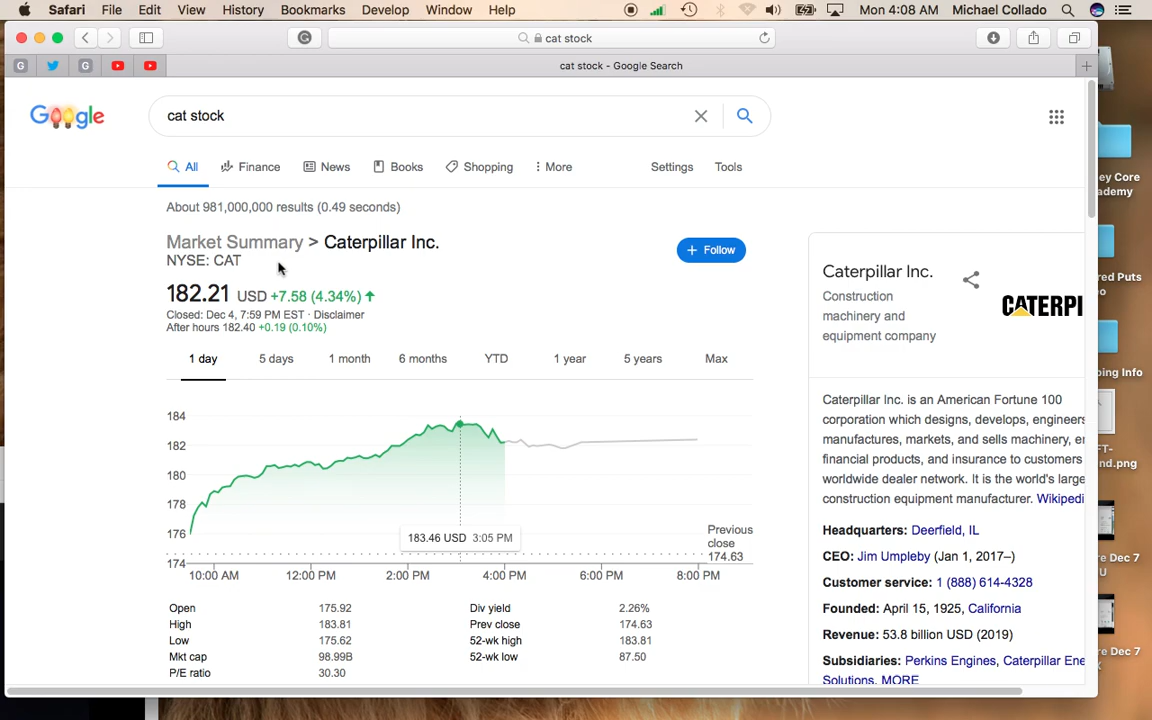 Safari File Edit View History Bookmarks Develop Window Help Mon 4:08 AM Michael Collado
cat stock
cat stock - Google Search
Google
cat stock
All Finance News Books Shopping More Settings Tools
About 981,000,000 results (0.49 seconds)
Market Summary > Caterpillar Inc.
NYSE: CAT
+ Follow
182.21 USD +7.58 (4.34%)
Closed: Dec 4, 7:59 PM EST · Disclaimer
After hours 182.40 +0.19 (0.10%)
1 day 5 days 1 month 6 months YTD 1 year 5 years Max
184
182
180
178
176
174
183.46 USD 3:05 PM
Previous
close
174.63
10:00 AM 12:00 PM 2:00 PM 4:00 PM 6:00 PM 8:00 PM
Open 175.92 Div yield 2.26%
High 183.81 Prev close 174.63
Low 175.62 52-wk high 183.81
Mkt cap 98.99B 52-wk low 87.50
P/E ratio 30.30
Caterpillar Inc.
Construction
machinery and
equipment company
CATERPI
Caterpillar Inc. is an American Fortune 100
corporation which designs, develops, engineers
manufactures, markets, and sells machinery, e
financial products, and insurance to customers
worldwide dealer network. It is the world's large
construction equipment manufacturer. Wikipedi
Headquarters: Deerfield, IL
CEO: Jim Umpleby (Jan 1, 2017–)
Customer service: 1 (888) 614-4328
Founded: April 15, 1925, California
Revenue: 53.8 billion USD (2019)
Subsidiaries: Perkins Engines, Caterpillar Ene
Solutions, MORE
ey Core
ademy
red Puts
o
ping Info
FT-
nd.png
re Dec 7
U
re Dec 7